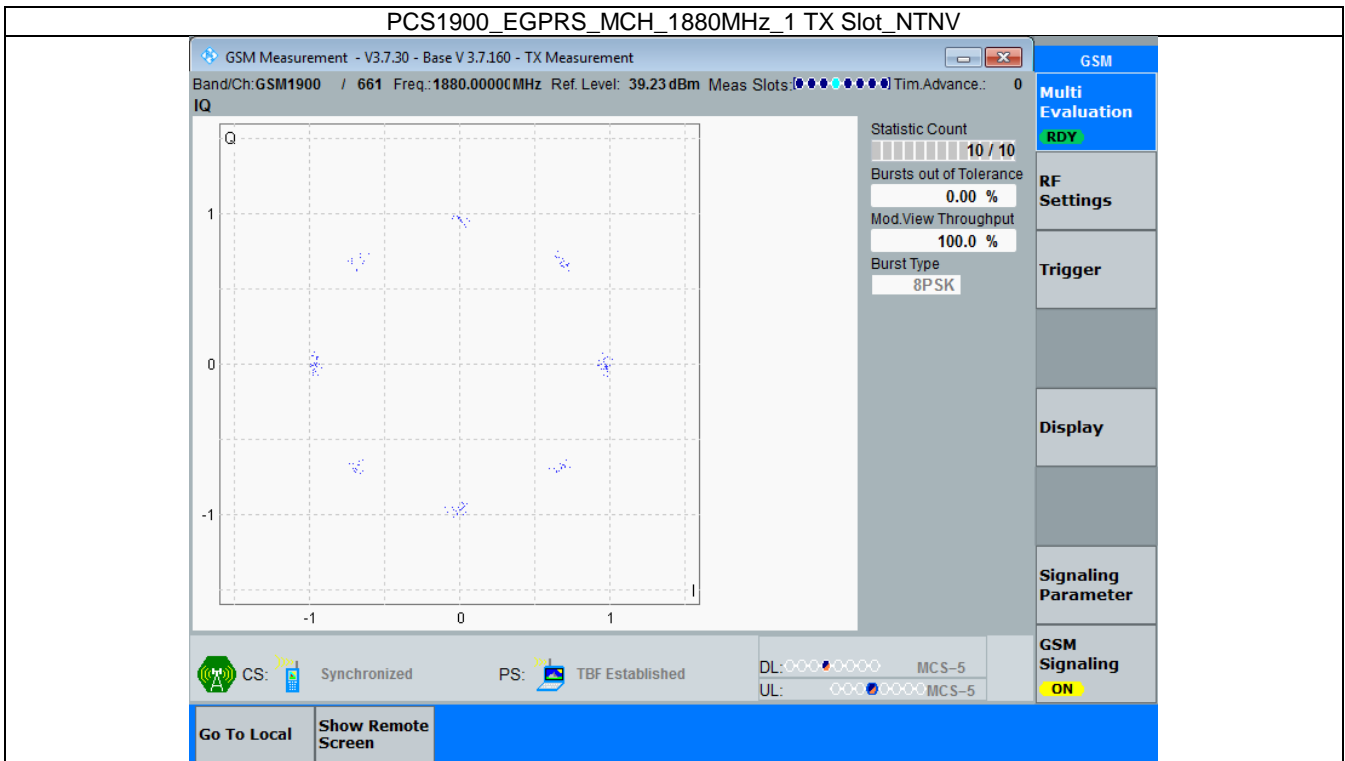 PCS1900_EGPRS_MCH_1880MHz_1 TX Slot_NTNV
GSM Measurement - V3.7.30 - Base V 3.7.160 - TX Measurement
GSM
Band/Ch:GSM1900 / 661 Freq.:1880.00000MHz Ref. Level: 39.23 dBm Meas Slots: Tim.Advance.: 0
IQ
Multi
Evaluation
RDY
Q
1
0
-1
I
-1 0 1
Statistic Count
10 / 10
Bursts out of Tolerance
0.00 %
Mod.View Throughput
100.0 %
Burst Type
8PSK
RF
Settings
Trigger
Display
Signaling
Parameter
GSM
Signaling
ON
CS: Synchronized PS: TBF Established
DL: MCS-5
UL: MCS-5
Go To Local
Show Remote
Screen